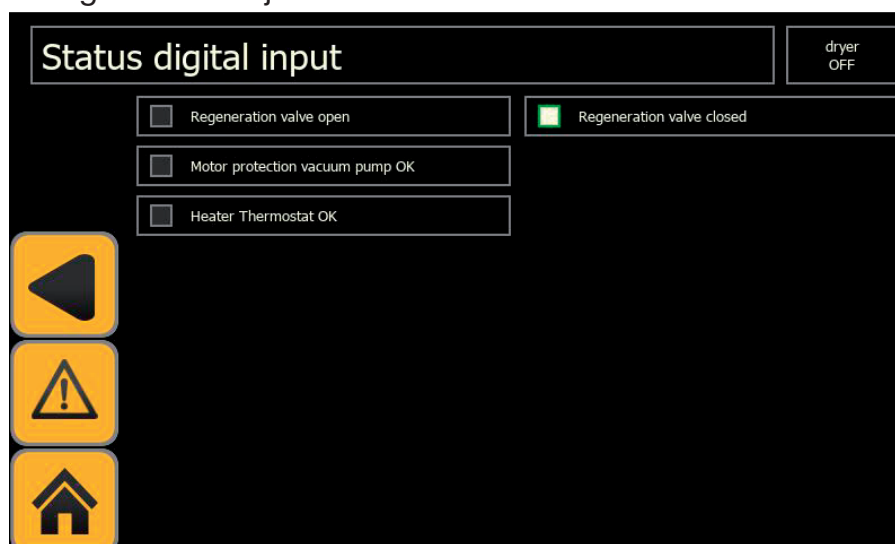 Status digital input
dryer
OFF
Regeneration valve open
Regeneration valve closed
Motor protection vacuum pump OK
Heater Thermostat OK